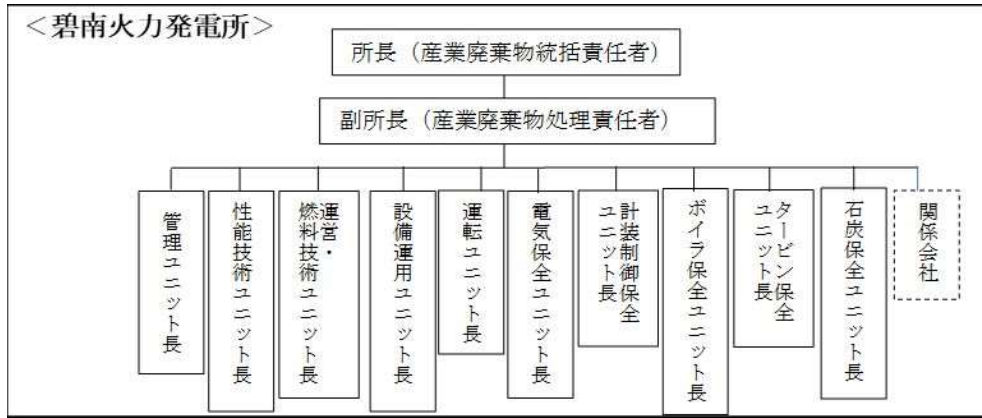 ＜碧南火力発電所＞
所長（産業廃棄物統括責任者）
副所長（産業廃棄物処理責任者）
管理ユニット長
性能技術ユニット長
運営・
燃料技術ユニット長
設備運用ユニット長
運転ユニット長
電気保全ユニット長
計装制御保全
ユニット長
ボイラ保全ユニット長
タービン保全
ユニット長
石炭保全ユニット長
関係会社